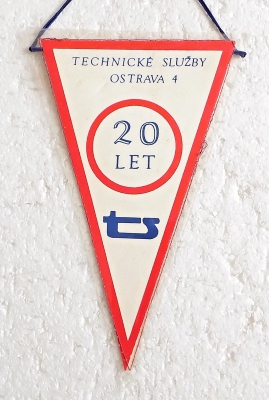 TECHNICKÉ SLUŽBY
OSTRAVA 4
20
LET
ts